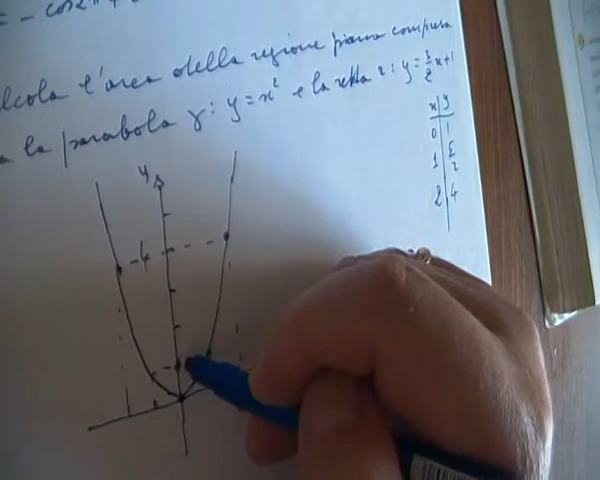 = - cos
lcola l'area della regione piana compresa
a la parabola γ: y = x² e la retta r: y = 3/2 x + 1
x | y
0 | 1
1 | 5/2
2 | 4
y
4